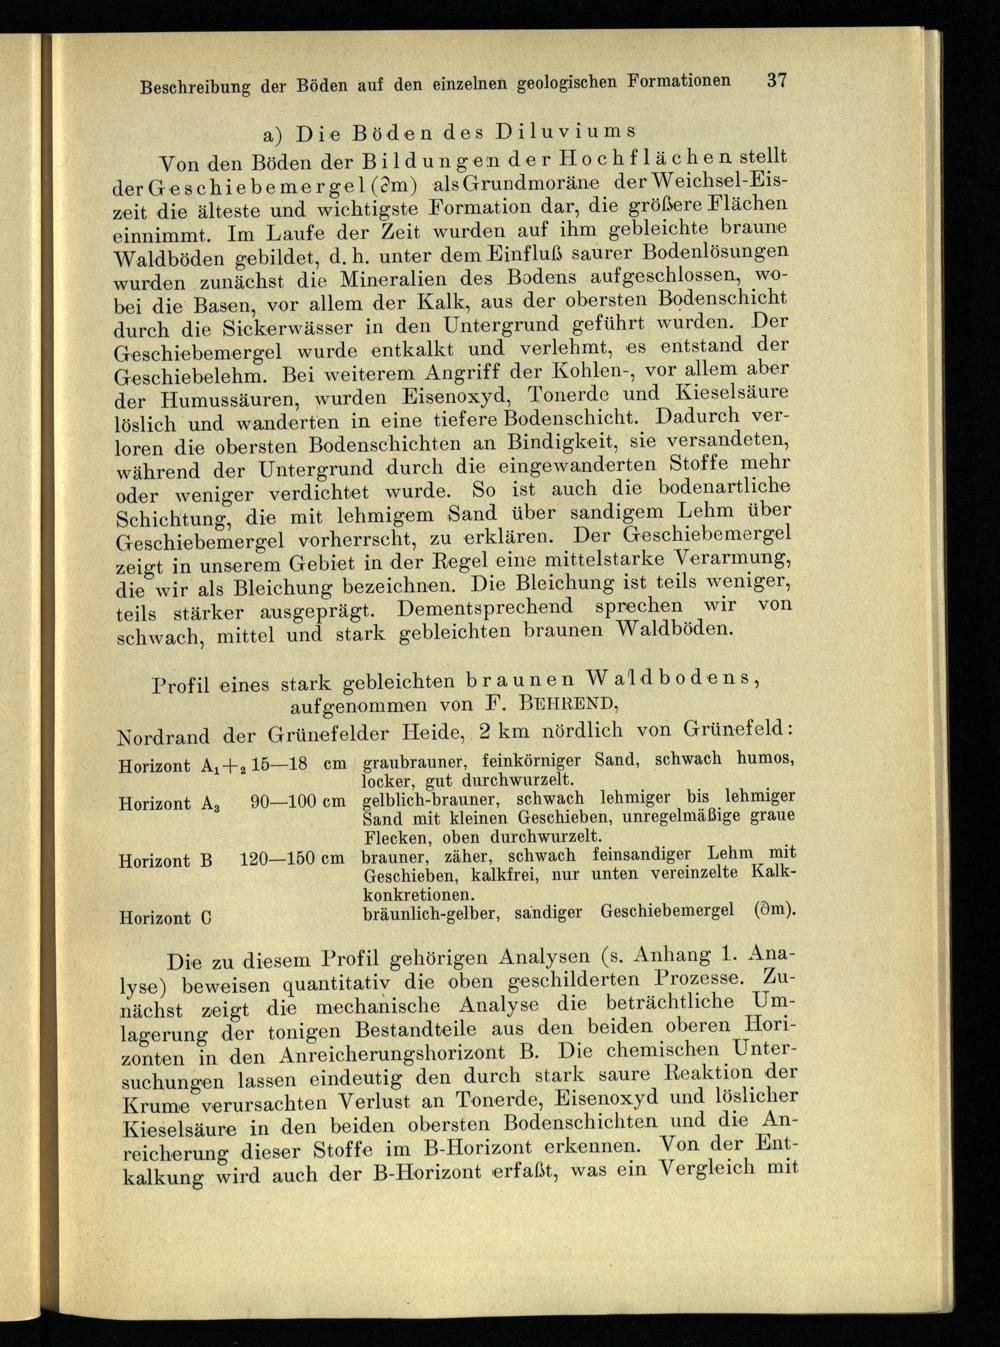 Beschreibung der Böden auf den einzelnen geologischen Formationen 37
a) Die Böden des Diluviums
Von den Böden der Bildungen der Hochflächen stellt
der Geschiebemergel (∂m) als Grundmoräne der Weichsel-Eis-
zeit die älteste und wichtigste Formation dar, die größere Flächen
einnimmt. Im Laufe der Zeit wurden auf ihm gebleichte braune
Waldböden gebildet, d. h. unter dem Einfluß saurer Bodenlösungen
wurden zunächst die Mineralien des Bodens aufgeschlossen, wo-
bei die Basen, vor allem der Kalk, aus der obersten Bodenschicht
durch die Sickerwässer in den Untergrund geführt wurden. Der
Geschiebemergel wurde entkalkt und verlehmt, es entstand der
Geschiebelehm. Bei weiterem Angriff der Kohlen-, vor allem aber
der Humussäuren, wurden Eisenoxyd, Tonerde und Kieselsäure
löslich und wanderten in eine tiefere Bodenschicht. Dadurch ver-
loren die obersten Bodenschichten an Bindigkeit, sie versandeten,
während der Untergrund durch die eingewanderten Stoffe mehr
oder weniger verdichtet wurde. So ist auch die bodenartliche
Schichtung, die mit lehmigem Sand über sandigem Lehm über
Geschiebemergel vorherrscht, zu erklären. Der Geschiebemergel
zeigt in unserem Gebiet in der Regel eine mittelstarke Verarmung,
die wir als Bleichung bezeichnen. Die Bleichung ist teils weniger,
teils stärker ausgeprägt. Dementsprechend sprechen wir von
schwach, mittel und stark gebleichten braunen Waldböden.
Profil eines stark gebleichten braunen Waldbodens,
aufgenommen von F. BEHREND,
Nordrand der Grünefelder Heide, 2 km nördlich von Grünefeld:
Horizont A₁+₂ 15—18 cm graubrauner, feinkörniger Sand, schwach humos,
locker, gut durchwurzelt.
Horizont A₃ 90—100 cm gelblich-brauner, schwach lehmiger bis lehmiger
Sand mit kleinen Geschieben, unregelmäßige graue
Flecken, oben durchwurzelt.
Horizont B 120—150 cm brauner, zäher, schwach feinsandiger Lehm mit
Geschieben, kalkfrei, nur unten vereinzelte Kalk-
konkretionen.
Horizont C bräunlich-gelber, sandiger Geschiebemergel (∂m).
Die zu diesem Profil gehörigen Analysen (s. Anhang 1. Ana-
lyse) beweisen quantitativ die oben geschilderten Prozesse. Zu-
nächst zeigt die mechanische Analyse die beträchtliche Um-
lagerung der tonigen Bestandteile aus den beiden oberen Hori-
zonten in den Anreicherungshorizont B. Die chemischen Unter-
suchungen lassen eindeutig den durch stark saure Reaktion der
Krume verursachten Verlust an Tonerde, Eisenoxyd und löslicher
Kieselsäure in den beiden obersten Bodenschichten und die An-
reicherung dieser Stoffe im B-Horizont erkennen. Von der Ent-
kalkung wird auch der B-Horizont erfaßt, was ein Vergleich mit